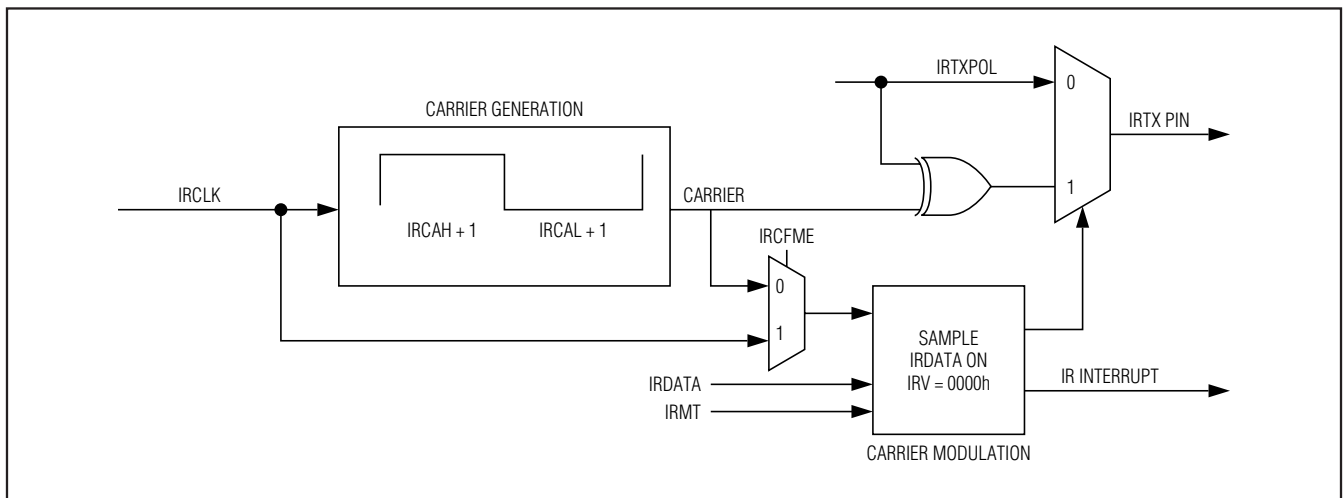 IRTXPOL
0
CARRIER GENERATION
IRTX PIN
IRCLK
CARRIER
1
IRCAH + 1
IRCAL + 1
IRCFME
0
1
SAMPLE
IRDATA ON
IRV = 0000h
IRDATA
IR INTERRUPT
IRMT
CARRIER MODULATION